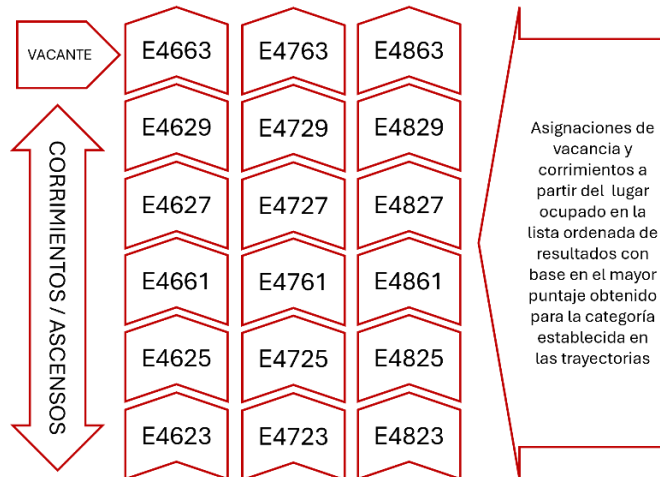 VACANTE
E4663 E4763 E4863
E4629 E4729 E4829
E4627 E4727 E4827
E4661 E4761 E4861
E4625 E4725 E4825
E4623 E4723 E4823
CORRIMIENTOS / ASCENSOS
Asignaciones de
vacancia y
corrimientos a
partir del lugar
ocupado en la
lista ordenada de
resultados con
base en el mayor
puntaje obtenido
para la categoría
establecida en
las trayectorias